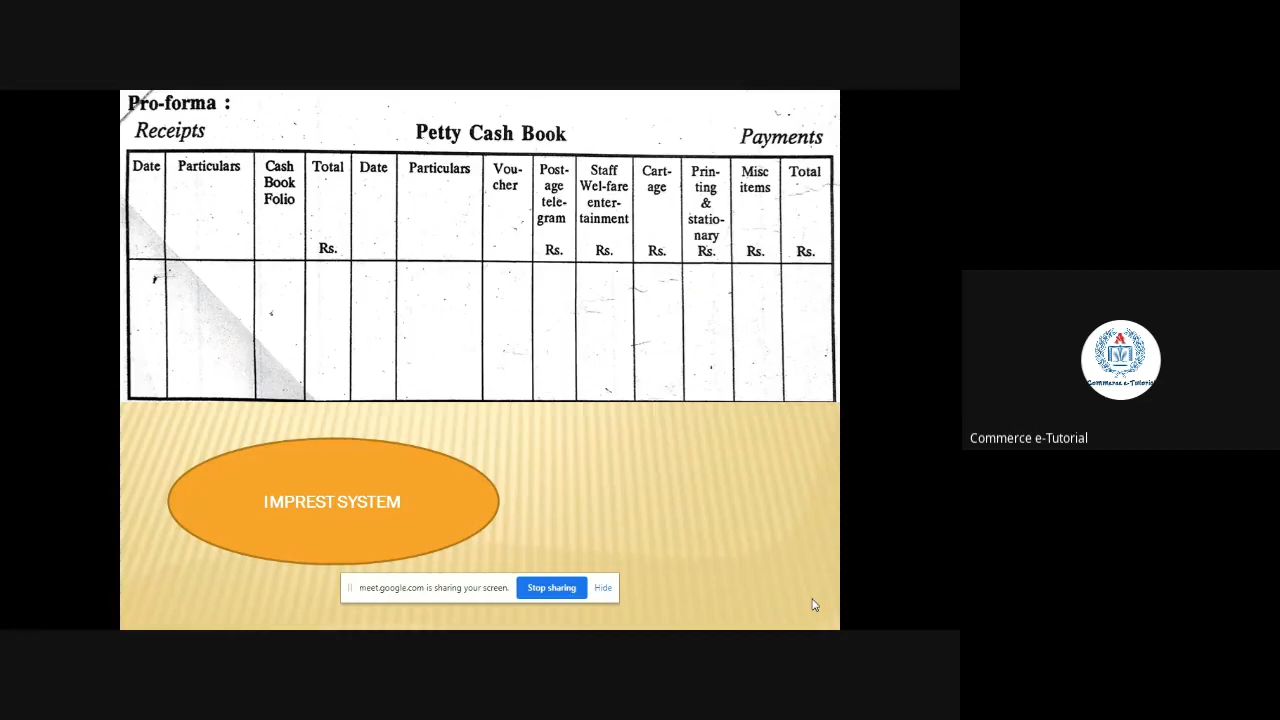 Pro-forma :
Receipts
Petty Cash Book
Payments
Date
Particulars
Cash
Book
Folio
Total
Rs.
Date
Particulars
Vou-
cher
Post-
age
tele-
gram
Rs.
Staff
Wel-fare
enter-
tainment
Rs.
Cart-
age
Rs.
Prin-
ting
&
statio-
nary
Rs.
Misc
items
Rs.
Total
Rs.
IMPREST SYSTEM
meet.google.com is sharing your screen.
Stop sharing
Hide
A
Commerce e-Tutorial
Commerce e-Tutorial